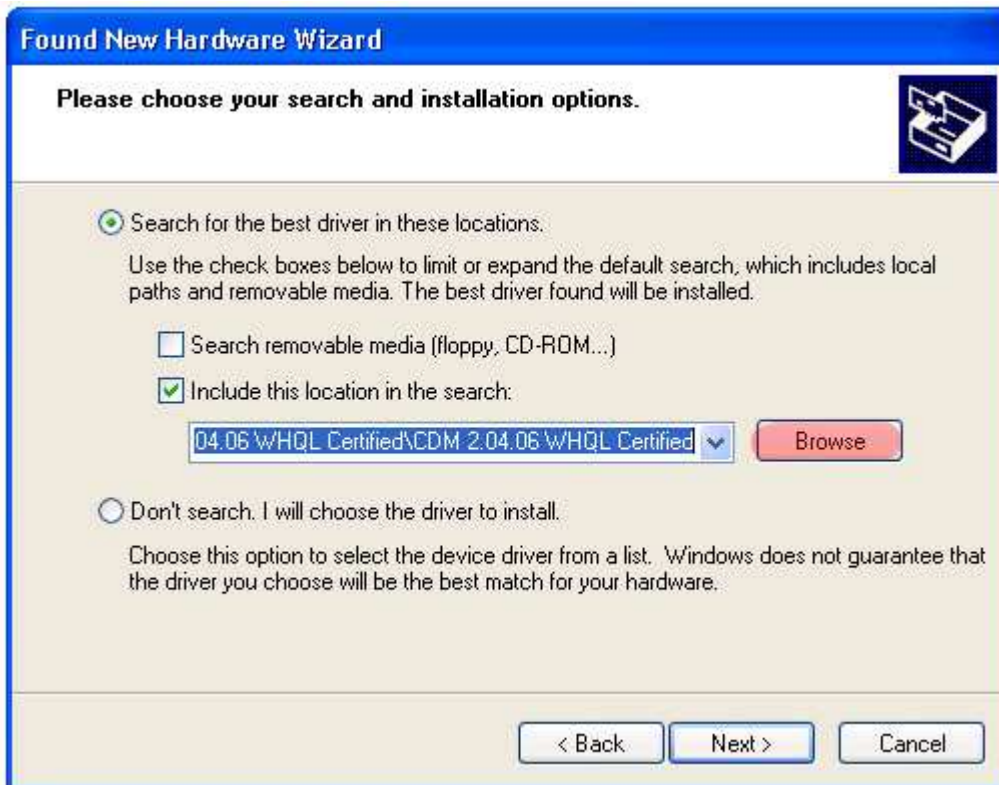 Found New Hardware Wizard
Please choose your search and installation options.
Search for the best driver in these locations.
Use the check boxes below to limit or expand the default search, which includes local
paths and removable media. The best driver found will be installed.
Search removable media (floppy, CD-ROM...)
Include this location in the search:
04.06 WHQL Certified\CDM 2.04.06 WHQL Certified
Browse
Don't search. I will choose the driver to install.
Choose this option to select the device driver from a list. Windows does not guarantee that
the driver you choose will be the best match for your hardware.
< Back Next > Cancel